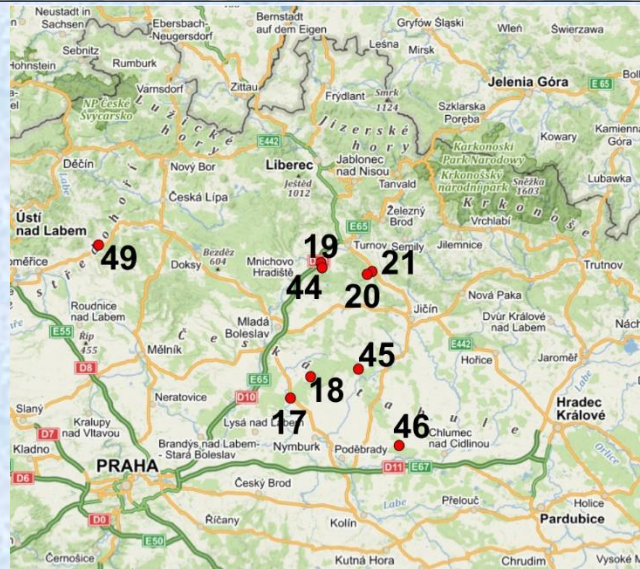 Neustadt in
Sachsen
Ebersbach-
-Neugersdorf
Bernstadt
auf dem Eigen
Gryfów Śląski
Wleń
Świerzawa
Sebnitz
Rumburk
Leśna
Mirsk
Hohnstein
Varnsdorf
Zittau
Frýdlant
Smrk
1124
Jelenia Góra
E 65
NP České
Švýcarsko
Lužické
hory
Szklarska
Poręba
Kowary
Kamienna
Góra
Jizerské
hory
E442
Karkonoski
Park Narodowy
Krkonošský
národní park
Děčín
Nový Bor
Liberec
Jablonec
nad Nisou
Ještěd
1012
Tanvald
Sněžka
1603
Lubawka
Labe
Česká Lípa
Krkonoše
Ústí
nad Labem
Železný
Brod
Vrchlabí
E65
49
Bezděz
604
Mnichovo
Hradiště
19
Turnov
Semily
Jilemnice
Trutnov
Doksy
44
21
20
Roudnice
nad Labem
Nová Paka
Jičín
Mladá
Boleslav
Dvůr Králové
nad Labem
E55
Říp
455
Mělník
E442
Jaroměř
45
Hořice
D8
E65
18
Neratovice
D10
Hradec
Králové
Slaný
17
46
Kralupy
nad Vltavou
D7
Lysá nad Labem
Chlumec
nad Cidlinou
Kladno
Brandýs nad Labem-
- Stará Boleslav
Nymburk
Poděbrady
Orlice
PRAHA
D11
E67
D6
Český Brod
Přelouč
Labe
Holice
D0
Říčany
Kolín
Pardubice
E50
Černošice
Kutná Hora
Chrudim